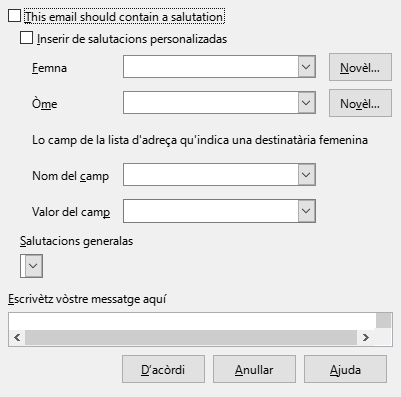 This email should contain a salutation
Inserir de salutacions personalizadas
Femna
Novèl...
Òme
Novèl...
Lo camp de la lista d'adreça qu'indica una destinatària femenina
Nom del camp
Valor del camp
Salutacions generalas
Escrivètz vòstre messatge aquí
D'acòrdi
Anullar
Ajuda